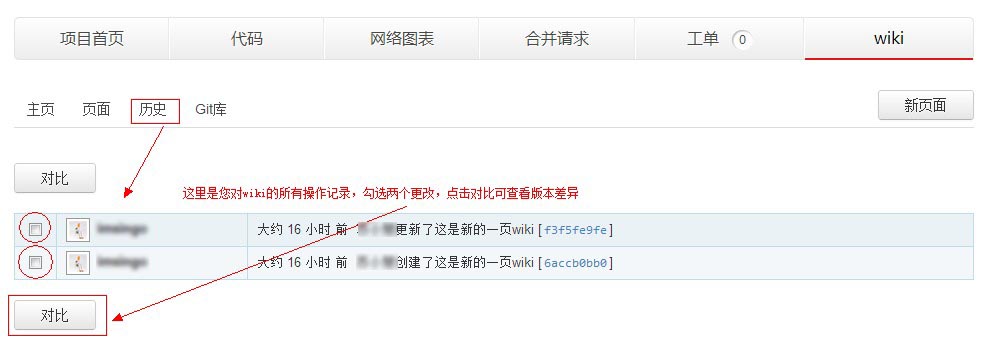 项目首页 代码 网络图表 合并请求 工单 0 wiki
主页 页面 历史 Git库 新页面
对比
这里是您对wiki的所有操作记录，勾选两个更改，点击对比可查看版本差异
大约 16 小时 前 更新了这是新的一页wiki [f3f5fe9fe]
大约 16 小时 前 创建了这是新的一页wiki [6accb0bb0]
对比